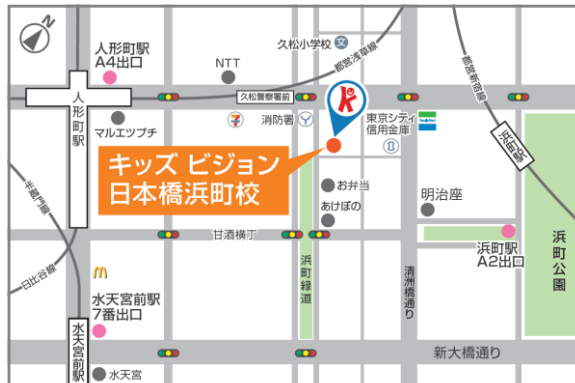 N
人形町駅
A4出口
NTT
久松小学校
文
都営浅草線
都営新宿線
人形町駅
久松警察署前
マルエツプチ
消防署
東京シティ
信用金庫
浜町駅
キッズ ビジョン
日本橋浜町校
お弁当
あけぼの
明治座
半蔵門線
日比谷線
甘酒横丁
浜町緑道
清洲橋通り
浜町駅
A2出口
浜町公園
水天宮前駅
7番出口
水天宮前駅
新大橋通り
水天宮